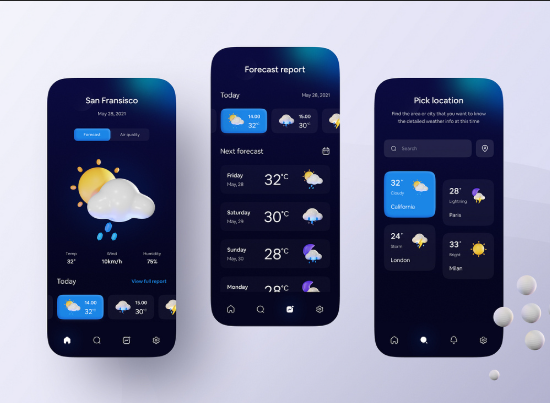 San Fransisco
May 28, 2021
Forecast
Air quality
Temp
Wind
Humidity
32°
10km/h
75%
Today
View full report
14.00
32°
15.00
30°
Forecast report
Today
May 28, 2021
14.00
32°
15.00
30°
Next forecast
Friday
May, 28
32°C
Saturday
May, 29
30°C
Sunday
May, 30
28°C
Monday
28°C
Pick location
Find the area or city that you want to know
the detailed weather info at this time
Search
32°
Cloudy
California
28°
Lightning
Paris
24°
Storm
London
33°
Bright
Milan